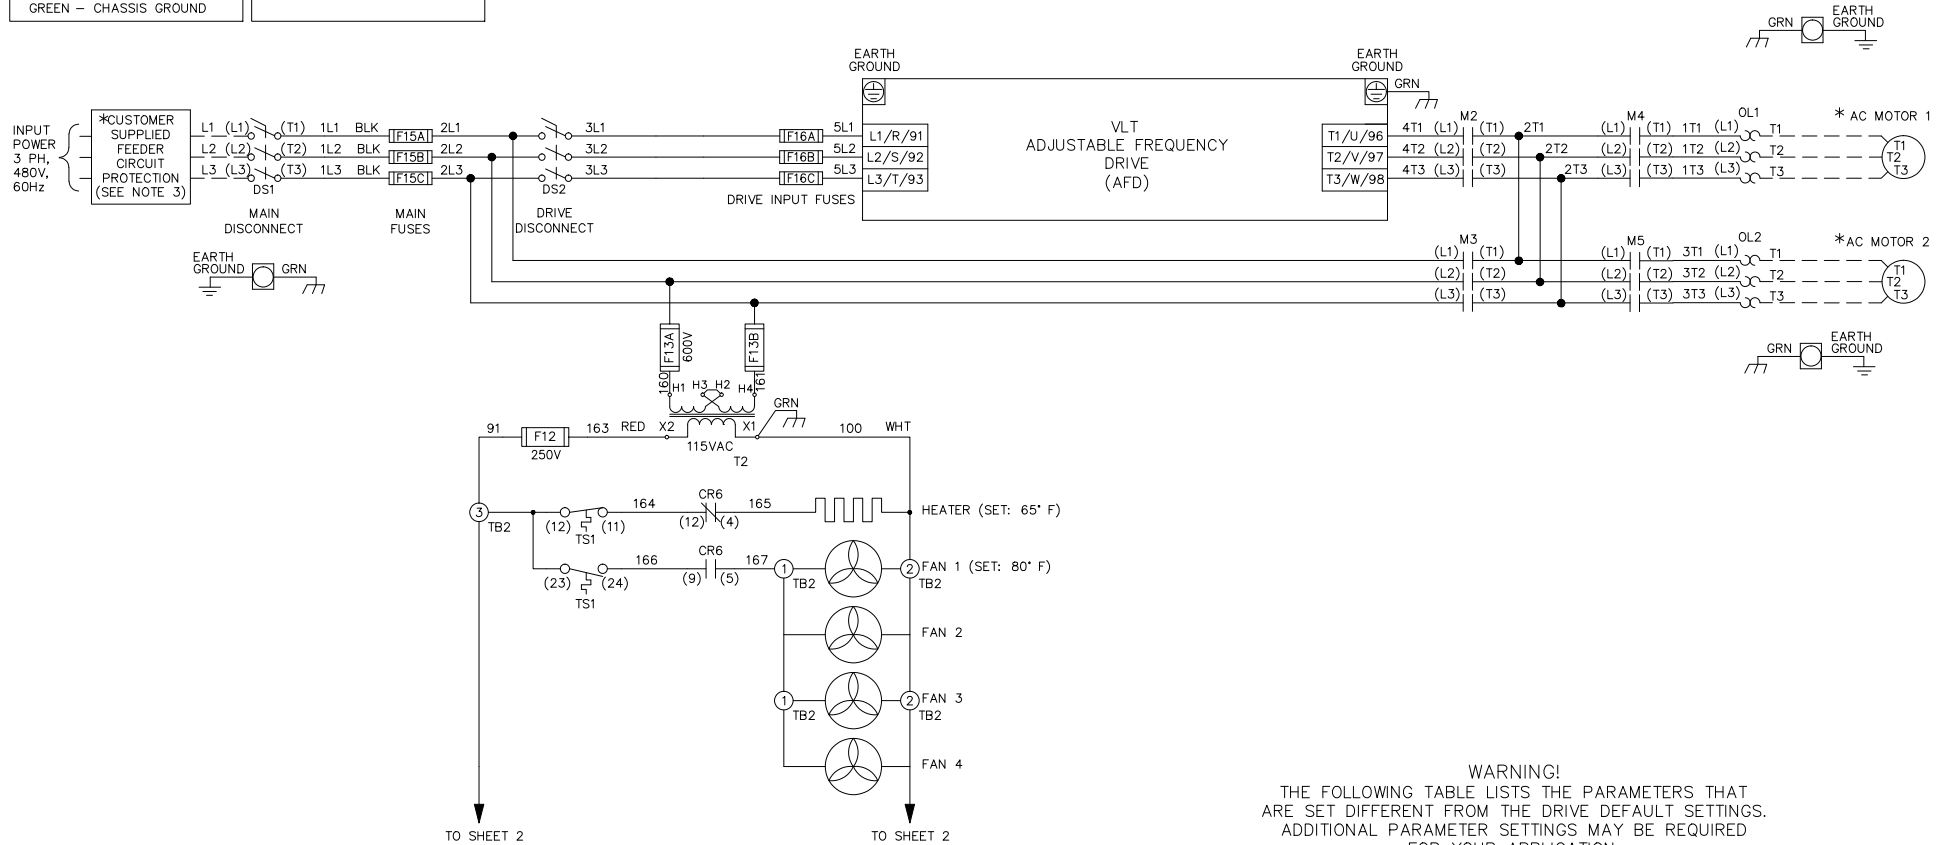 GREEN – CHASSIS GROUND
GRN
EARTH
GROUND
EARTH
GROUND
EARTH
GROUND
GRN
INPUT
POWER
3 PH,
480V,
60Hz
*CUSTOMER
SUPPLIED
FEEDER
CIRCUIT
PROTECTION
(SEE NOTE 3)
L1 (L1) (T1) 1L1 BLK F15A 2L1 3L1 F16A 5L1 L1/R/91
L2 (L2) (T2) 1L2 BLK F15B 2L2 3L2 F16B 5L2 L2/S/92
L3 (L3) (T3) 1L3 BLK F15C 2L3 3L3 F16C 5L3 L3/T/93
DS1
DS2
MAIN
DISCONNECT
MAIN
FUSES
DRIVE
DISCONNECT
DRIVE INPUT FUSES
VLT
ADJUSTABLE FREQUENCY
DRIVE
(AFD)
M2
M4
OL1
* AC MOTOR 1
T1/U/96 4T1 (L1) (T1) 2T1 (L1) (T1) 1T1 (L1) T1 T1
T2/V/97 4T2 (L2) (T2) 2T2 (L2) (T2) 1T2 (L2) T2 T2
T3/W/98 4T3 (L3) (T3) 2T3 (L3) (T3) 1T3 (L3) T3 T3
EARTH
GROUND
GRN
M3
M5
OL2
*AC MOTOR 2
(L1) (T1) (L1) (T1) 3T1 (L1) T1 T1
(L2) (T2) (L2) (T2) 3T2 (L2) T2 T2
(L3) (T3) (L3) (T3) 3T3 (L3) T3 T3
GRN
EARTH
GROUND
F13A
600V
F13B
160
161
H1 H3 H2 H4
GRN
91 F12 163 RED X2 X1 100 WHT
250V
115VAC
T2
3
TB2
(12) (11) 164 CR6 (12) (4) 165 HEATER (SET: 65° F)
TS1
(23) (24) 166 CR6 (9) (5) 167 1 2 FAN 1 (SET: 80° F)
TS1
TB2
TB2
FAN 2
1 2 FAN 3
TB2
TB2
FAN 4
TO SHEET 2
TO SHEET 2
WARNING!
THE FOLLOWING TABLE LISTS THE PARAMETERS THAT
ARE SET DIFFERENT FROM THE DRIVE DEFAULT SETTINGS.
ADDITIONAL PARAMETER SETTINGS MAY BE REQUIRED
FOR YOUR APPLICATION